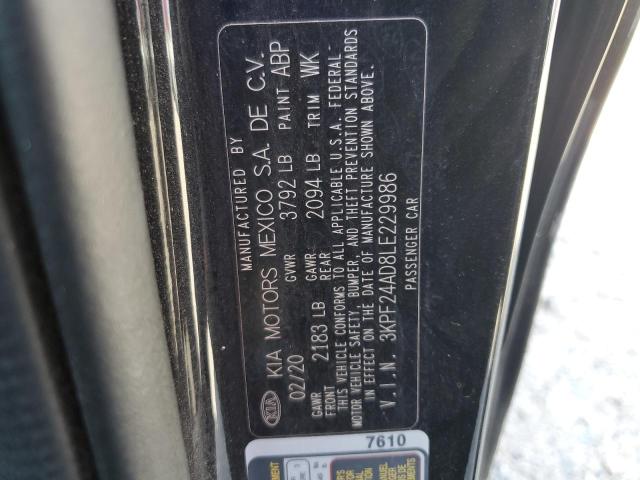 MANUFACTURED BY
KIA KIA MOTORS MEXICO S.A. DE C.V.
02/20 GVWR 3792 LB PAINT ABP
GAWR FRONT 2183 LB GAWR REAR 2094 LB TRIM WK
THIS VEHICLE CONFORMS TO ALL APPLICABLE U.S.A. FEDERAL
MOTOR VEHICLE SAFETY, BUMPER, AND THEFT PREVENTION STANDARDS
IN EFFECT ON THE DATE OF MANUFACTURE SHOWN ABOVE.
V.I.N. 3KPF24AD8LE229986
PASSENGER CAR
7610